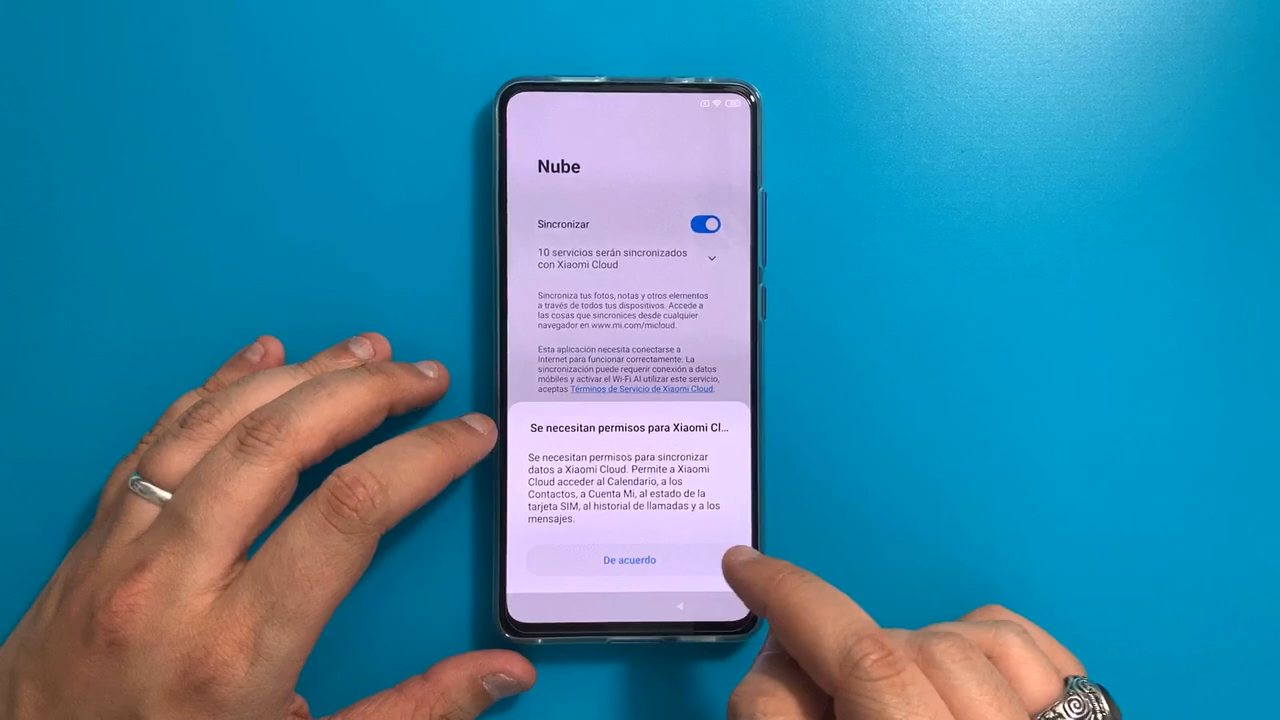 Nube
Sincronizar
10 servicios serán sincronizados
con Xiaomi Cloud
Sincroniza tus fotos, notas y otros elementos
a través de todos tus dispositivos. Accede a
las cosas que sincronices desde cualquier
navegador en www.mi.com/micloud.
Esta aplicación necesita conectarse a
Internet para funcionar correctamente. La
sincronización puede requerir conexión a datos
móbiles y activar el Wi-Fi.Al utilizar este servicio,
aceptas Términos de Servicio de Xiaomi Cloud.
Se necesitan permisos para Xiaomi Cl...
Se necesitan permisos para sincronizar
datos a Xiaomi Cloud. Permite a Xiaomi
Cloud acceder al Calendario, a los
Contactos, a Cuenta Mi, al estado de la
tarjeta SIM, al historial de llamadas y a los
mensajes.
De acuerdo